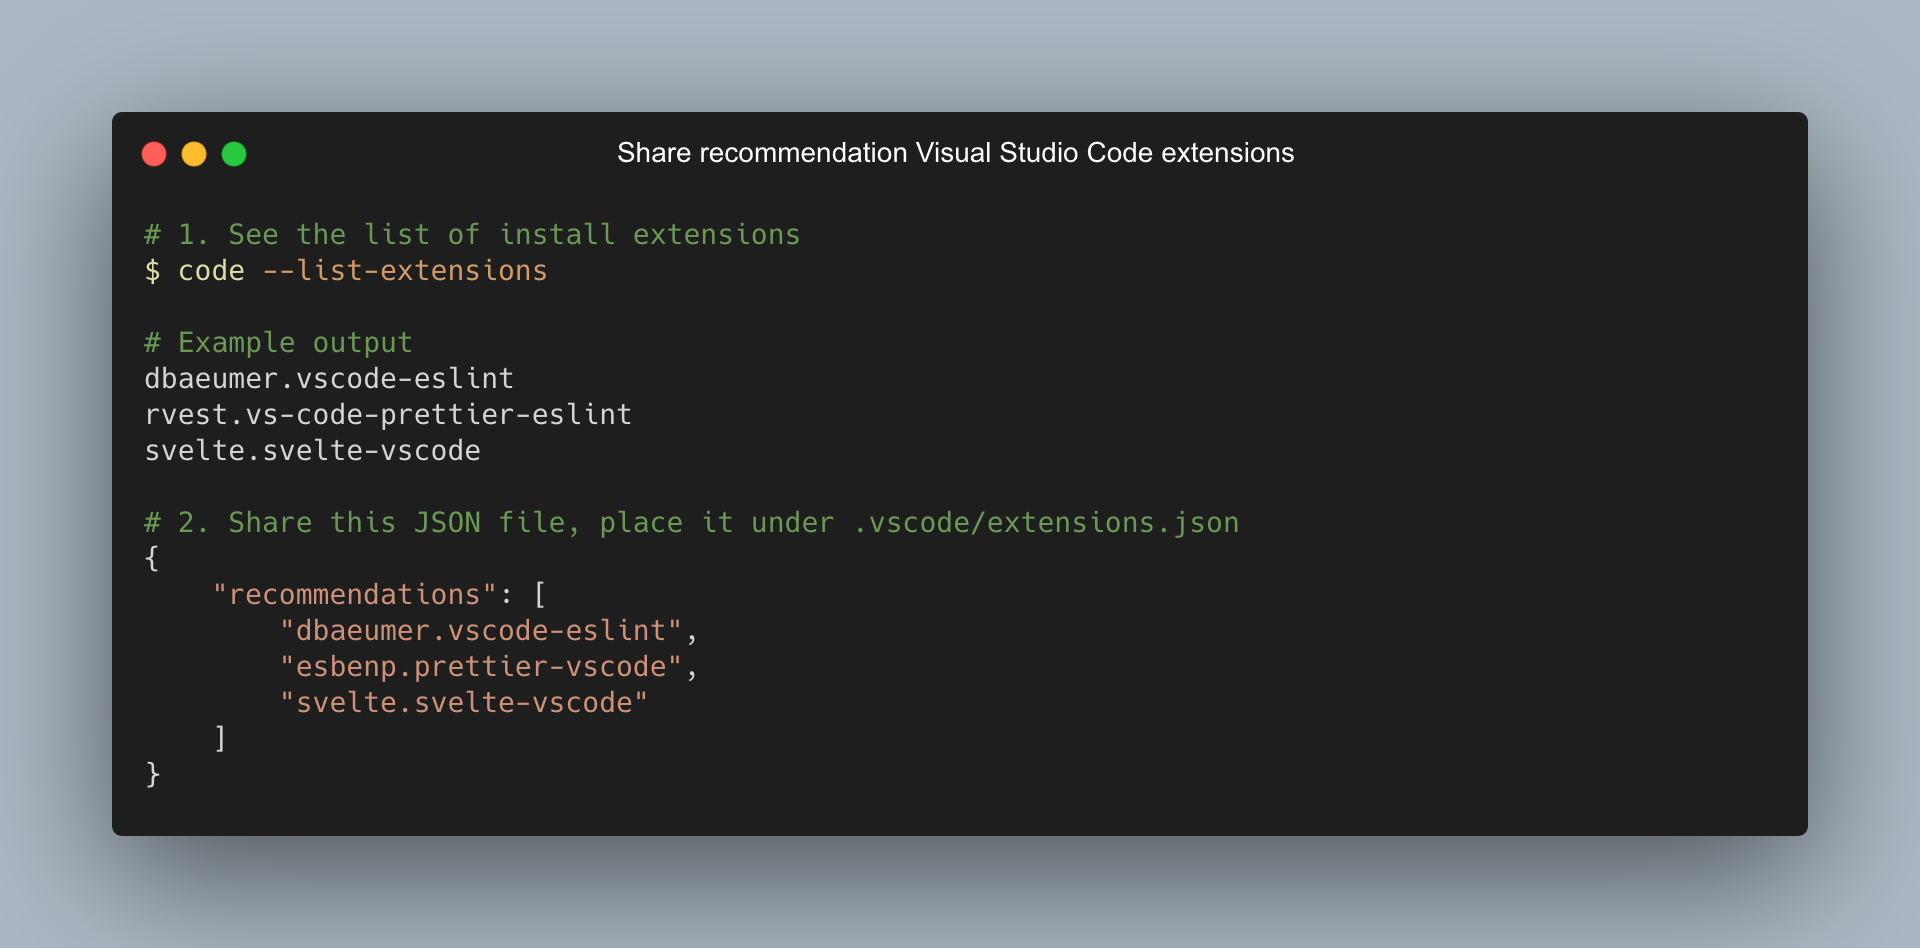 Share recommendation Visual Studio Code extensions
# 1. See the list of install extensions
$ code --list-extensions
# Example output
dbaeumer.vscode-eslint
rvest.vs-code-prettier-eslint
svelte.svelte-vscode
# 2. Share this JSON file, place it under .vscode/extensions.json
{
    "recommendations": [
        "dbaeumer.vscode-eslint",
        "esbenp.prettier-vscode",
        "svelte.svelte-vscode"
    ]
}